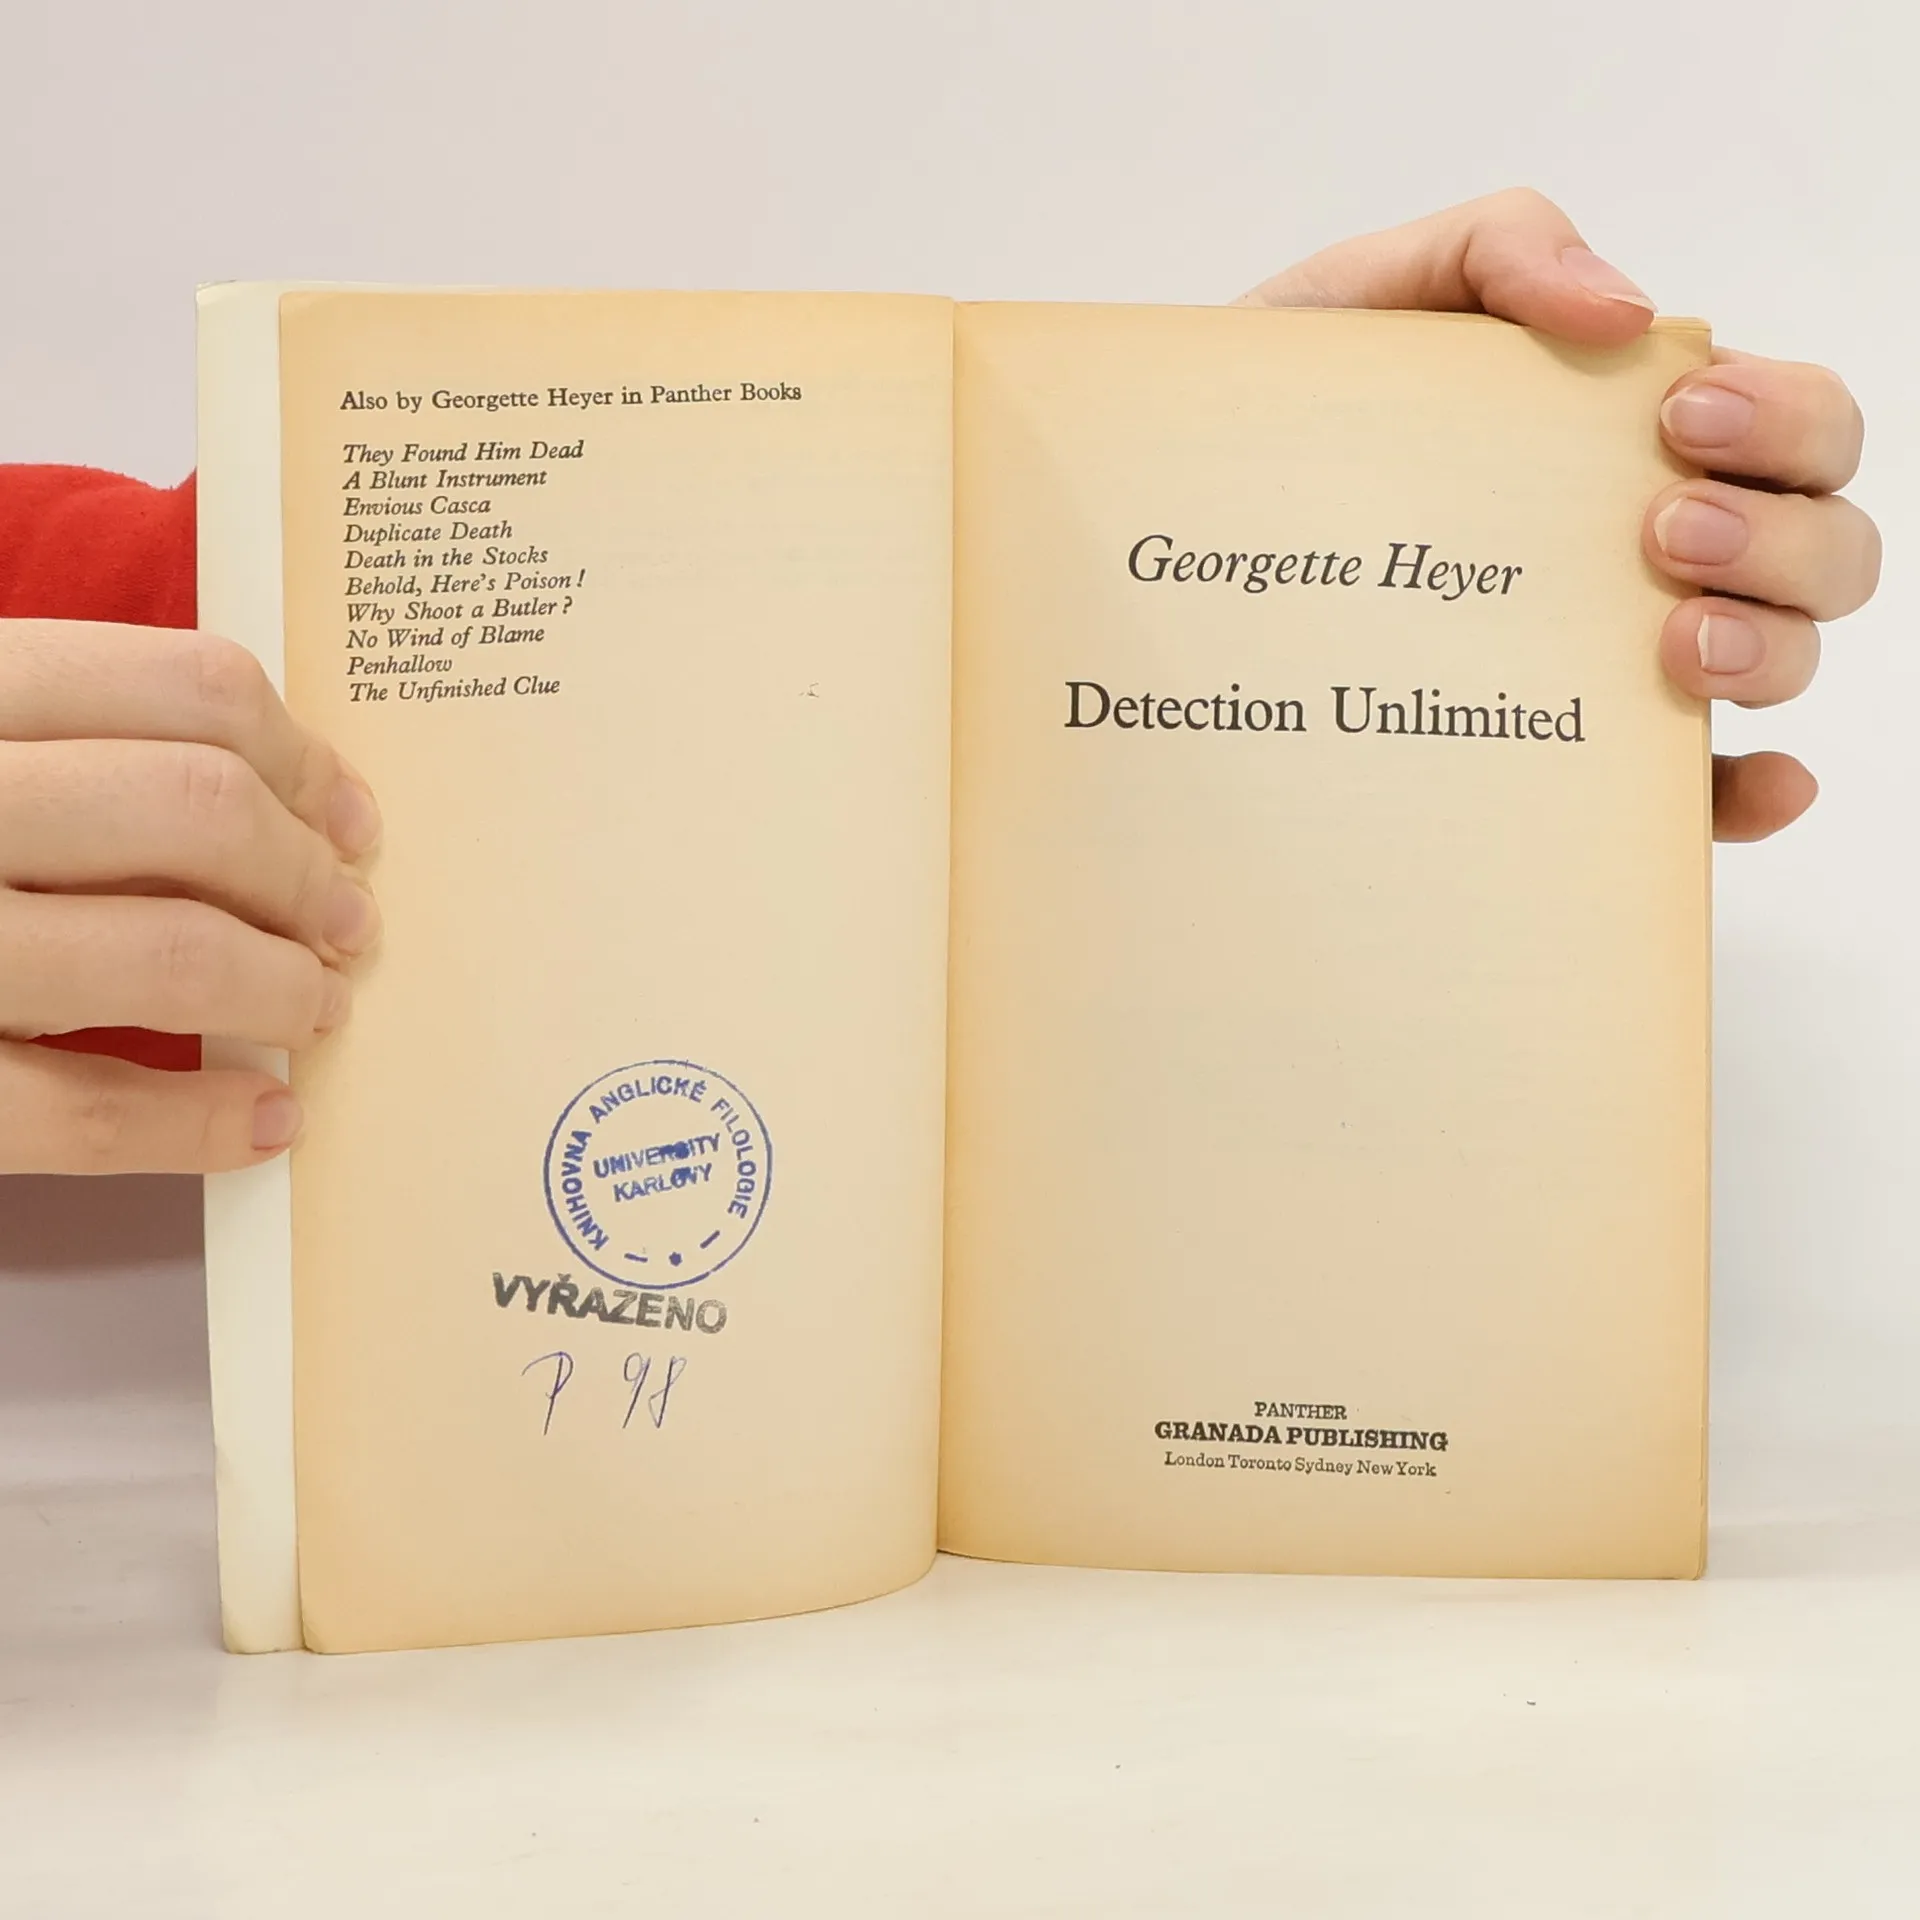 Also by Georgette Heyer in Panther Books
They Found Him Dead
A Blunt Instrument
Envious Casca
Duplicate Death
Death in the Stocks
Behold, Here's Poison!
Why Shoot a Butler?
No Wind of Blame
Penhallow
The Unfinished Clue
KNIHOVNA ANGLICKÉ FILOLOGIE
UNIVERSITY
KARLOVY
VYŘAZENO
P 98
Georgette Heyer
Detection Unlimited
PANTHER
GRANADA PUBLISHING
London Toronto Sydney New York